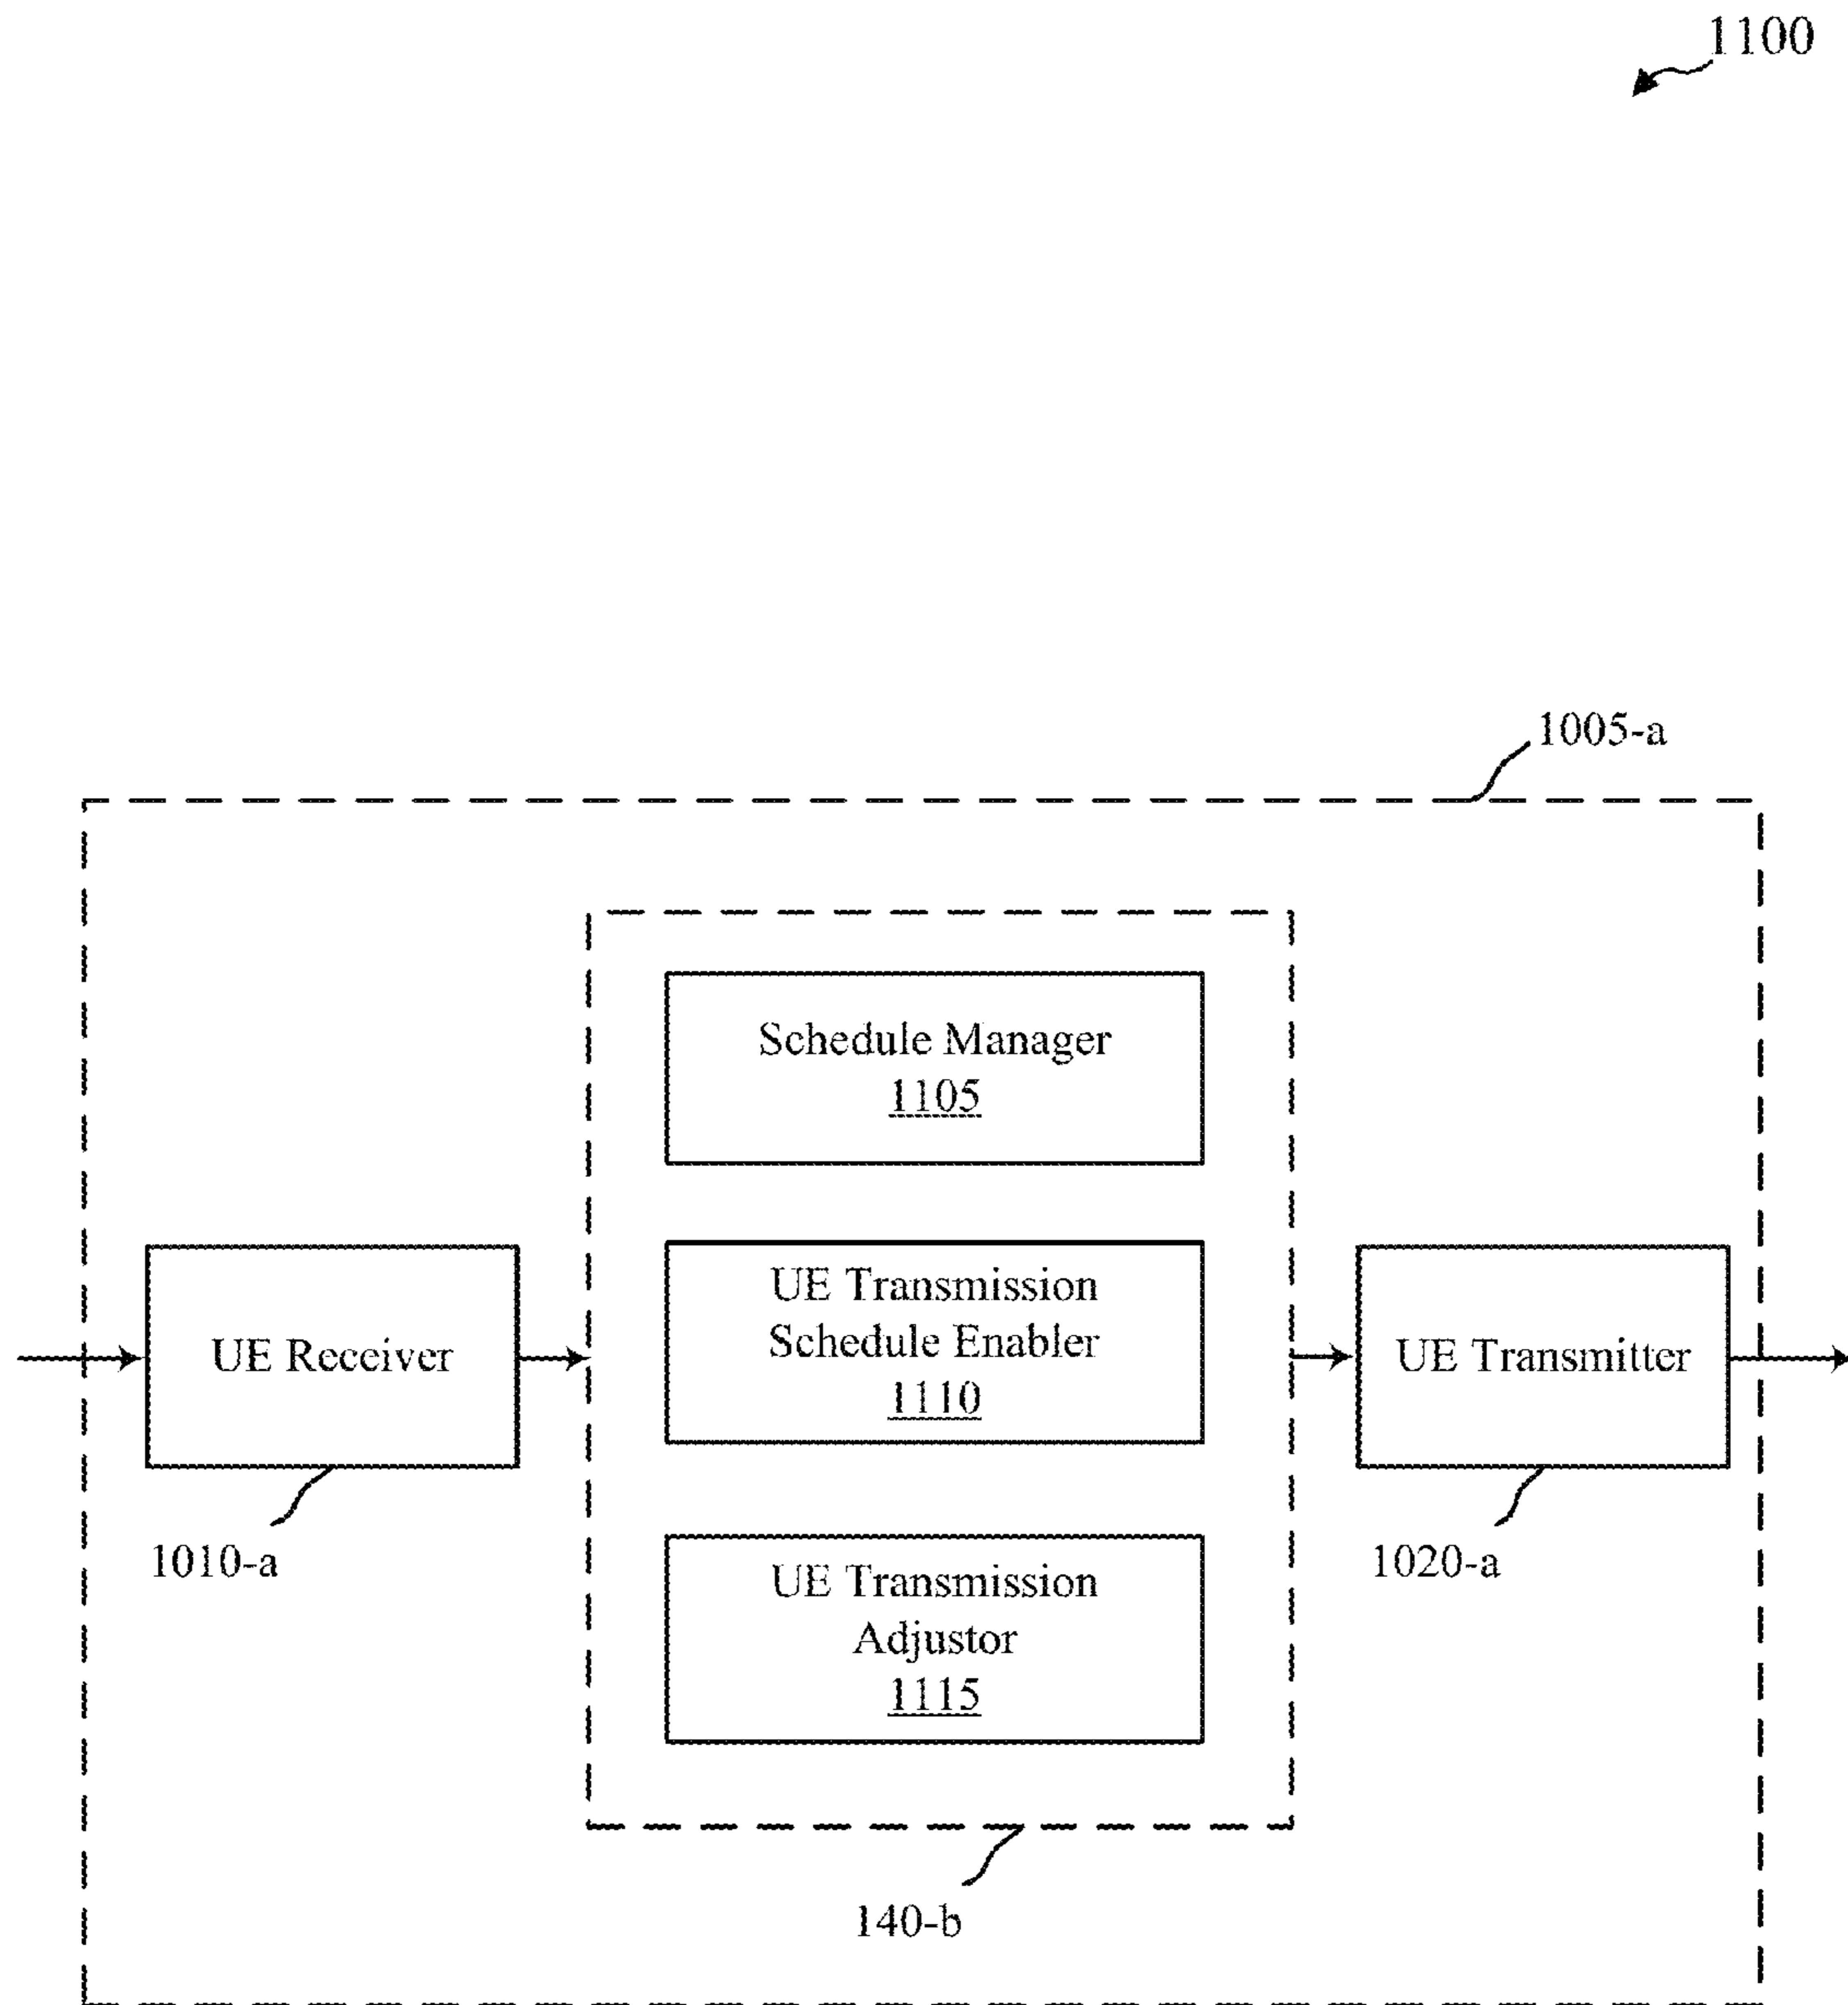 1100
1005-a
Schedule Manager
1105
UE Transmission
Schedule Enabler
1110
UE Receiver
UE Transmitter
1010-a
1020-a
UE Transmission
Adjustor
1115
140-b